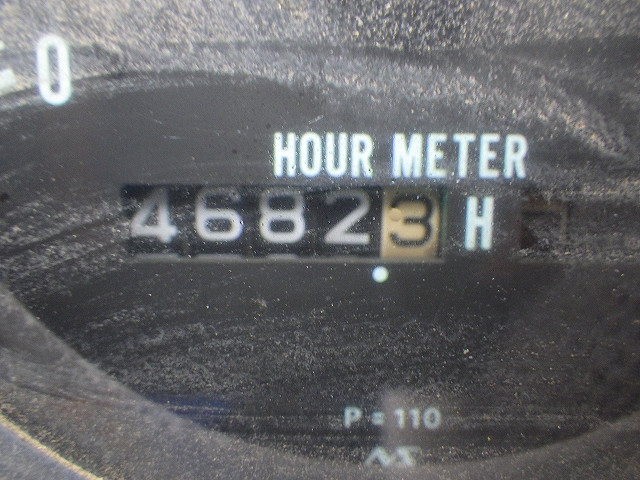 0
HOUR METER
46823 H
P = 110